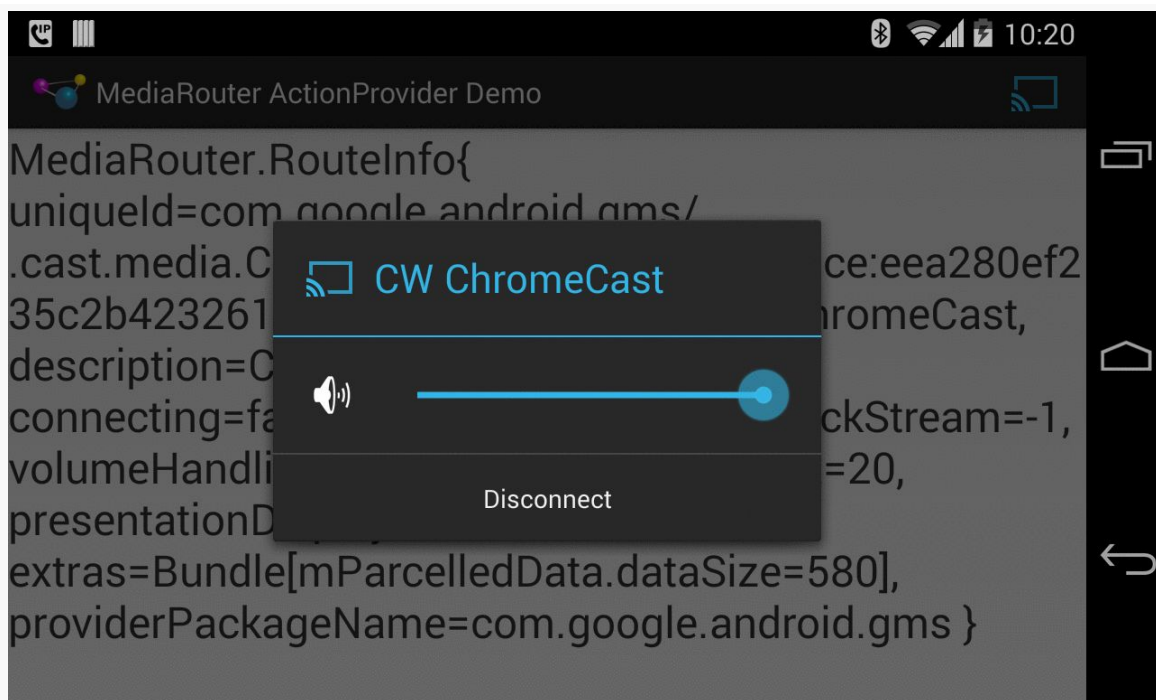 10:20
MediaRouter ActionProvider Demo
MediaRouter.RouteInfo{
uniqueId=com.google.android.gms/
.cast.media.C ce:eea280ef2
CW ChromeCast
35c2b423261 hromeCast,
description=C
connecting=fa ckStream=-1,
volumeHandli =20,
presentationD
Disconnect
extras=Bundle[mParcelledData.dataSize=580],
providerPackageName=com.google.android.gms }